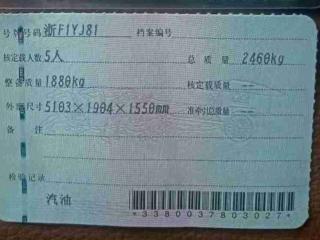 号牌号码 浙F1YJ81 档案编号
核定载人数 5人 总质量 2460kg
整备质量 1880kg 核定载质量 --
外廓尺寸 5103×1904×1550mm 准牵引总质量 --
备注
检验记录
汽油
*3380037803027*